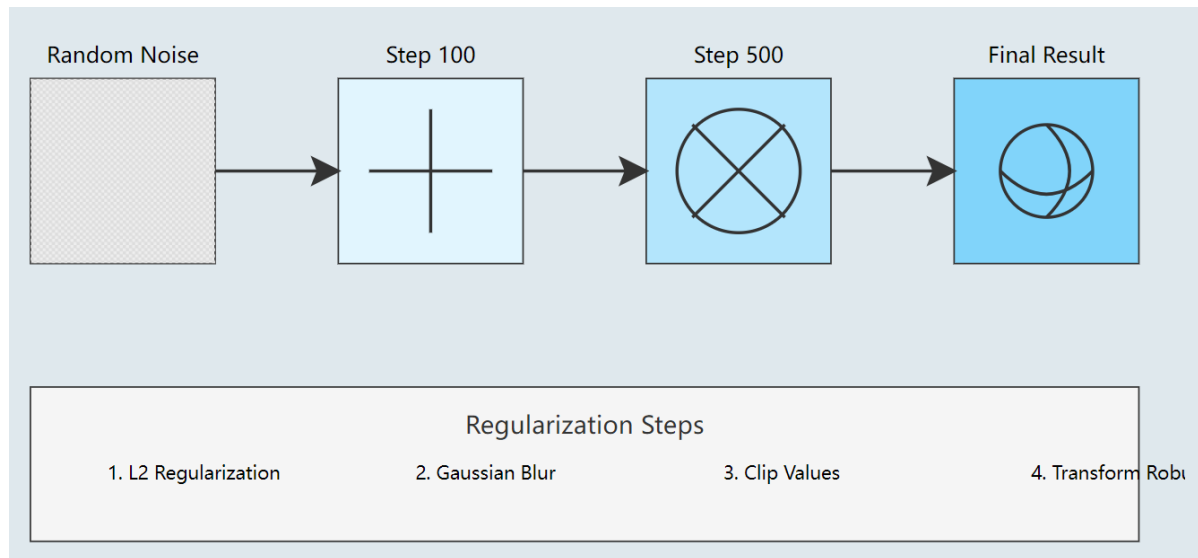 Random Noise
Step 100
Step 500
Final Result
Regularization Steps
1. L2 Regularization
2. Gaussian Blur
3. Clip Values
4. Transform